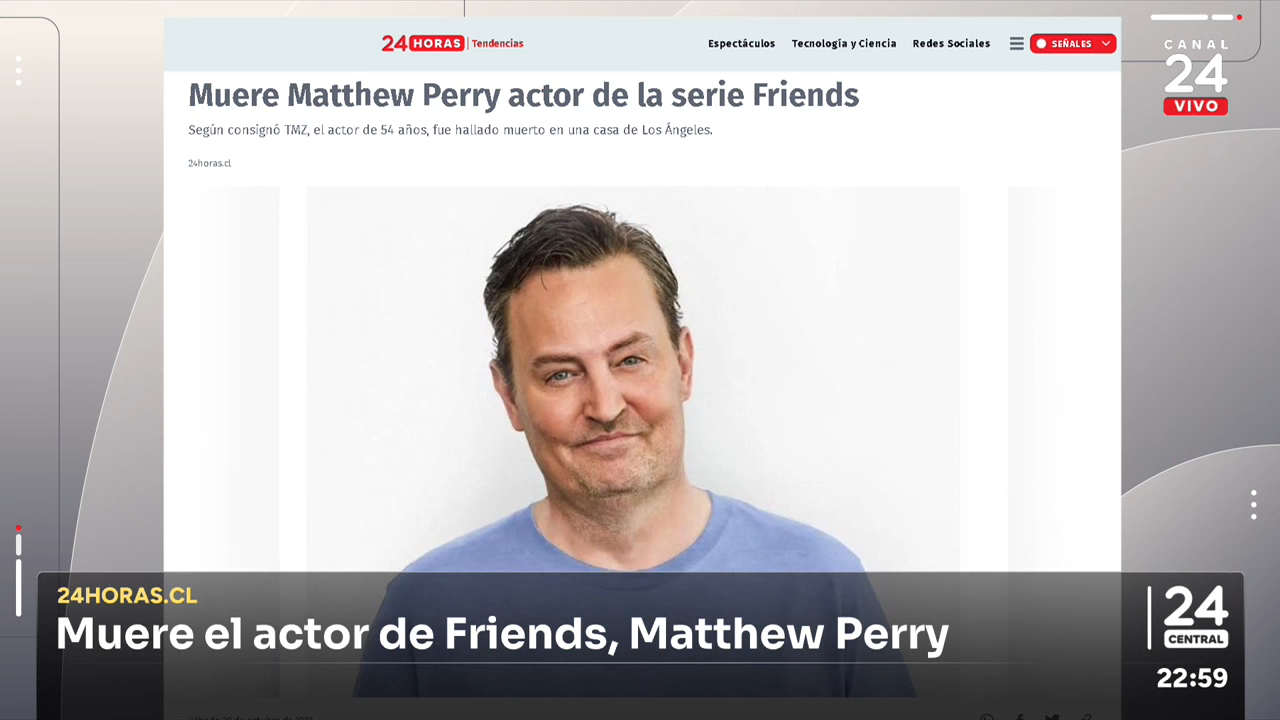 24HORAS | Tendencias
Espectáculos Tecnología y Ciencia Redes Sociales SEÑALES
CANAL
24
VIVO
Muere Matthew Perry actor de la serie Friends
Según consignó TMZ, el actor de 54 años, fue hallado muerto en una casa de Los Ángeles.
24horas.cl
24HORAS.CL
Muere el actor de Friends, Matthew Perry
24
CENTRAL
22:59